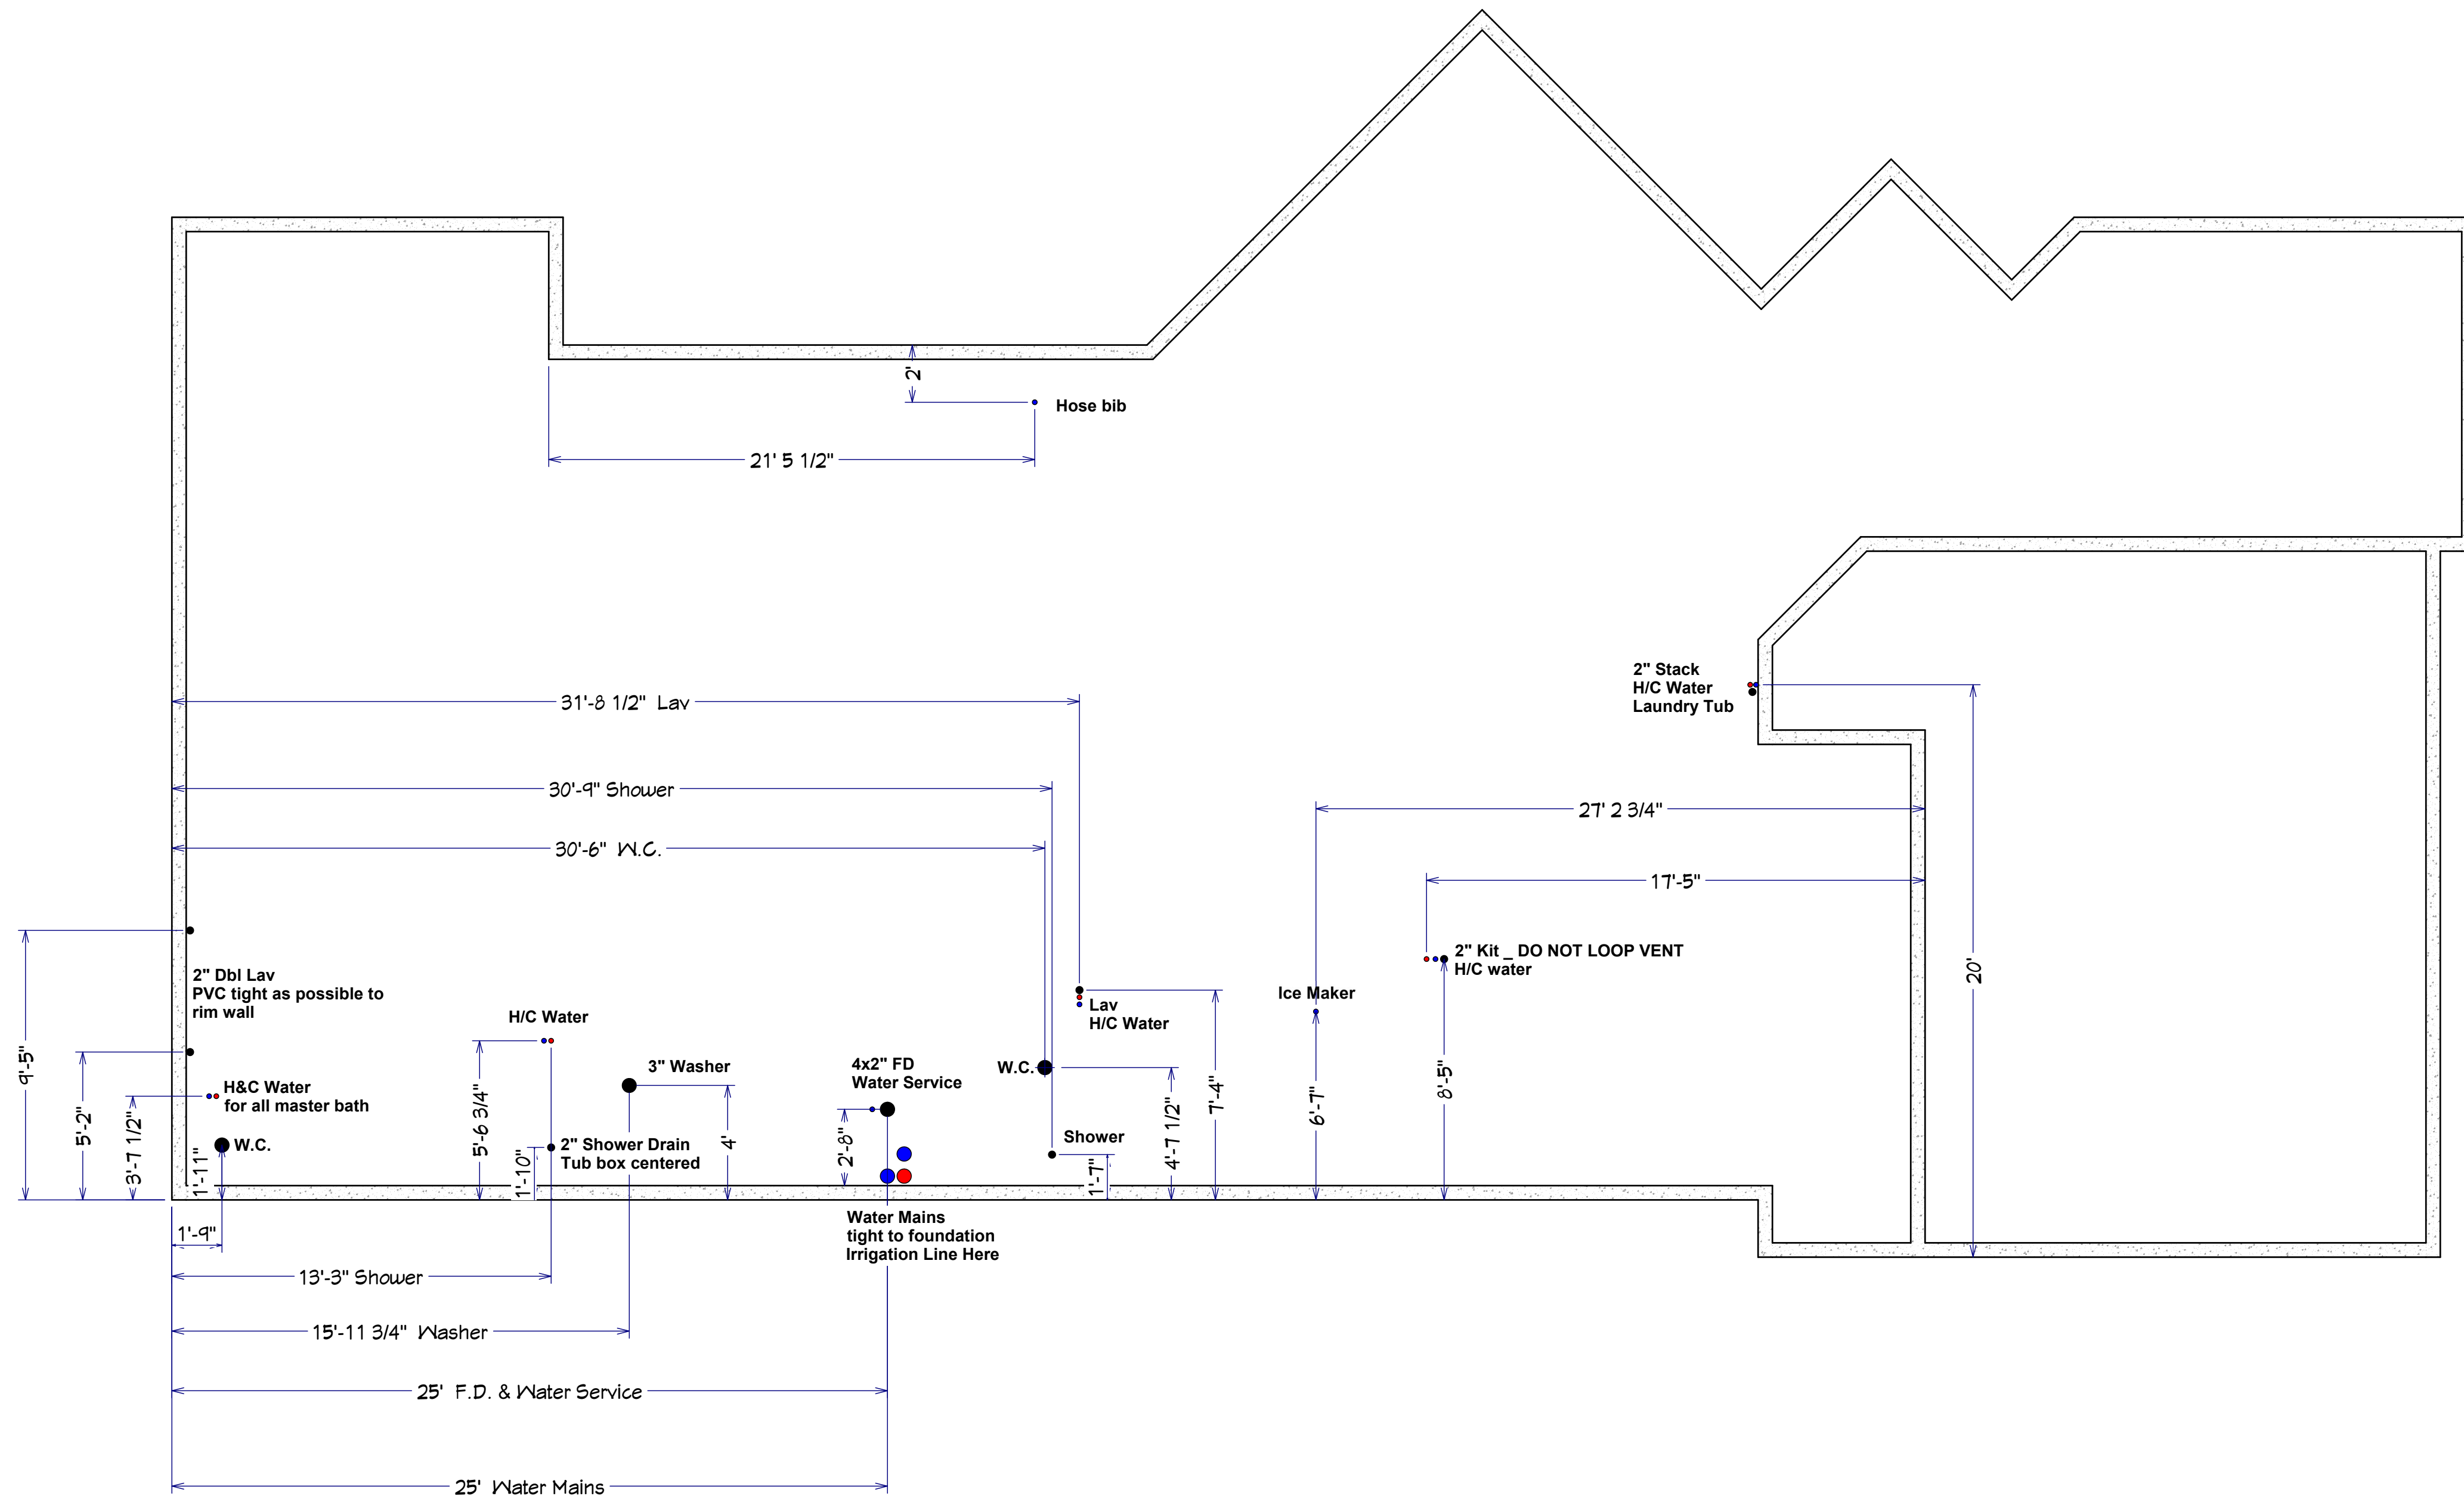 2'
Hose bib
21' 5 1/2"
2" Stack
H/C Water
Laundry Tub
31'-8 1/2" Lav
30'-9" Shower
27' 2 3/4"
30'-6" W.C.
17'-5"
2" Kit _ DO NOT LOOP VENT
H/C water
20'
2" Dbl Lav
PVC tight as possible to
rim wall
Ice Maker
Lav
H/C Water
H/C Water
9'-5"
3" Washer
4x2" FD
Water Service
W.C.
8'-5"
H&C Water
for all master bath
5'-2"
3'-7 1/2"
5'-6 3/4"
7'-4"
6'-7"
4'-7 1/2"
W.C.
1'-11"
2" Shower Drain
Tub box centered
1'-10"
4'
2'-8"
Shower
1'-7"
Water Mains
tight to foundation
Irrigation Line Here
1'-9"
13'-3" Shower
15'-11 3/4" Washer
25' F.D. & Water Service
25' Water Mains